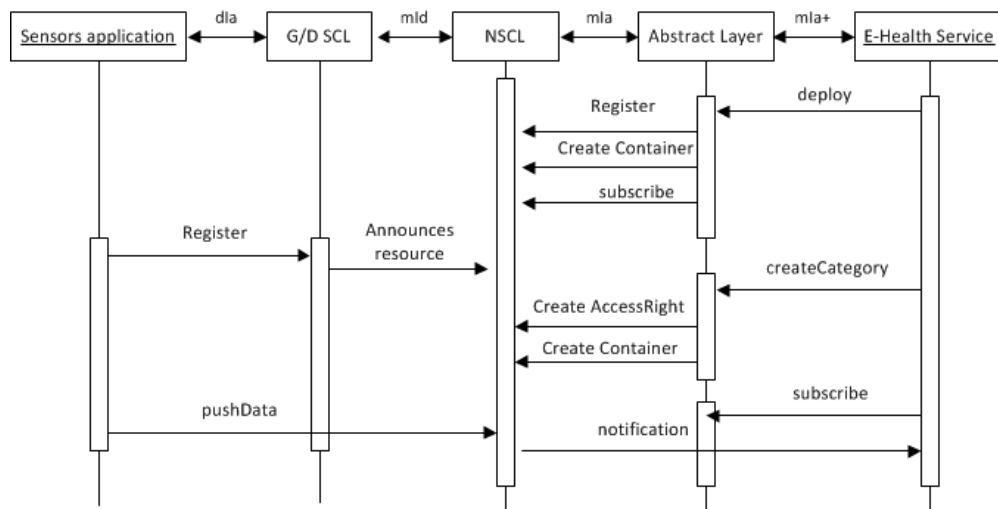 dIa
mId
mIa
mIa+
Sensors application
G/D SCL
NSCL
Abstract Layer
E-Health Service
deploy
Register
Create Container
subscribe
Register
Announces
resource
createCategory
Create AccessRight
Create Container
subscribe
pushData
notification